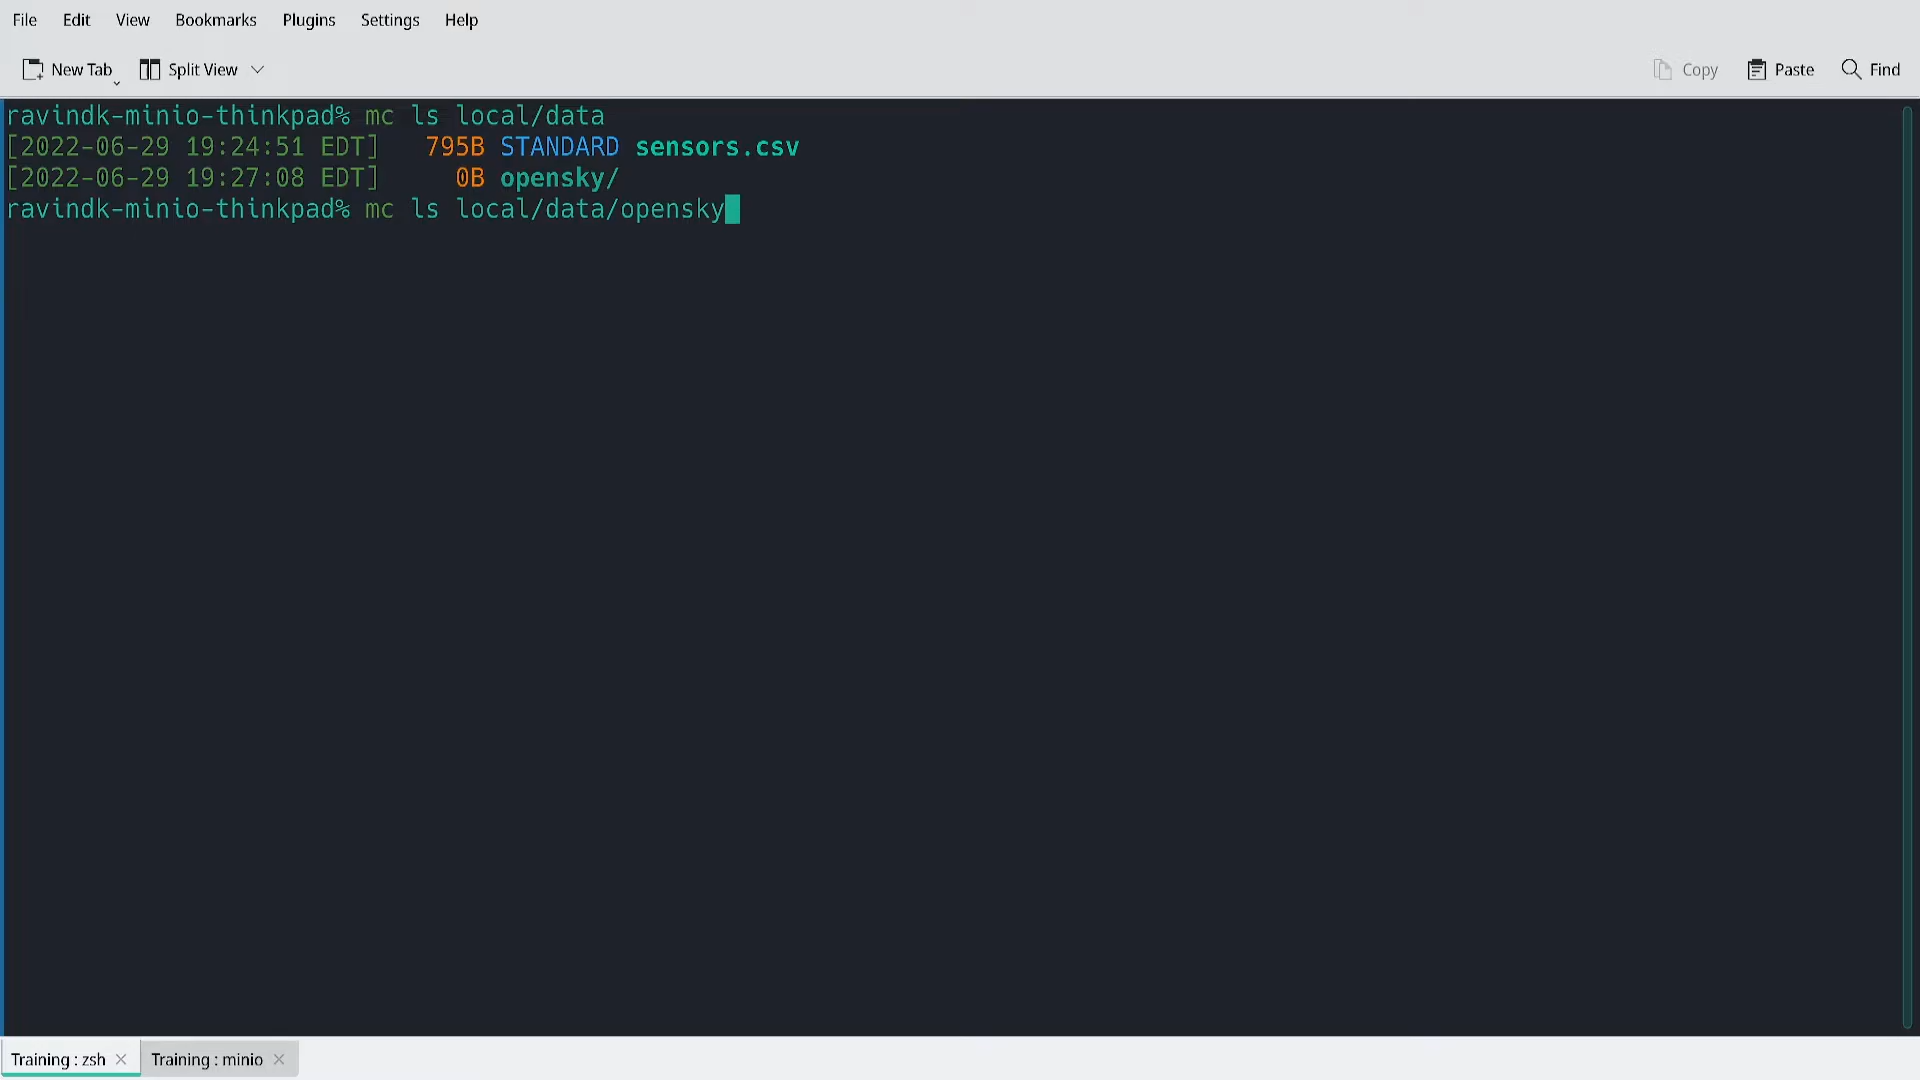 File Edit View Bookmarks Plugins Settings Help
New Tab Split View Copy Paste Find
ravindk-minio-thinkpad% mc ls local/data
[2022-06-29 19:24:51 EDT]   795B STANDARD sensors.csv
[2022-06-29 19:27:08 EDT]     0B opensky/
ravindk-minio-thinkpad% mc ls local/data/opensky
Training : zsh Training : minio